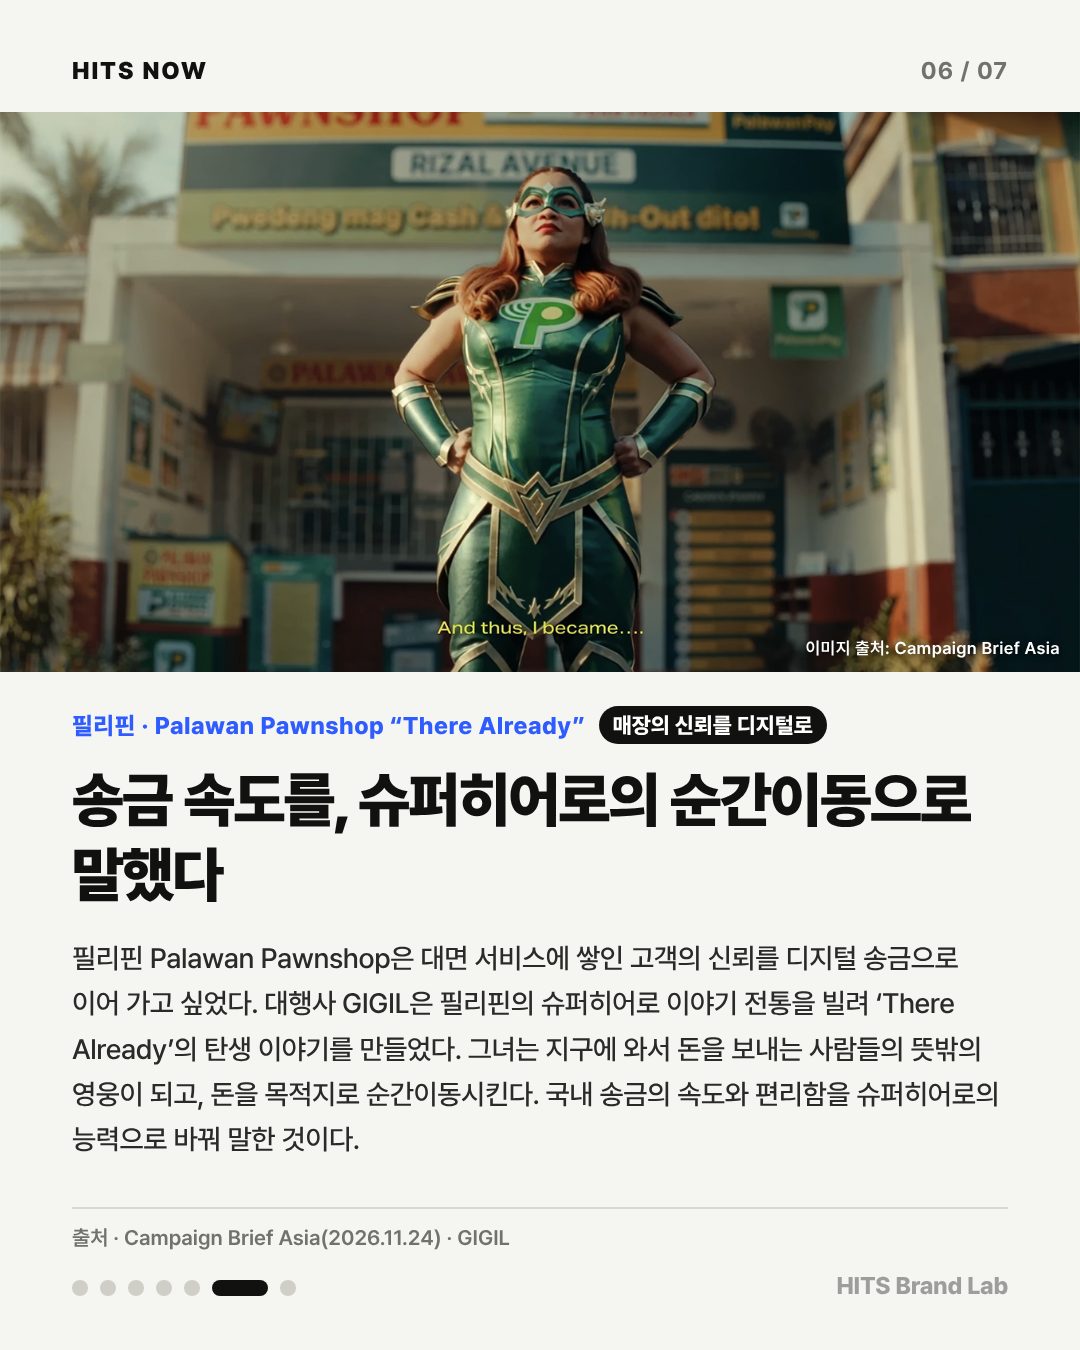 HITS NOW
06 / 07
PAWNSHOP
PalawanPay
RIZAL AVENUE
Pwedeng mag Cash & h-Out dito!
P
PalawanPay
PALAWA
And thus, I became....
이미지 출처: Campaign Brief Asia
필리핀 · Palawan Pawnshop “There Already” 매장의 신뢰를 디지털로
송금 속도를, 슈퍼히어로의 순간이동으로
말했다
필리핀 Palawan Pawnshop은 대면 서비스에 쌓인 고객의 신뢰를 디지털 송금으로
이어 가고 싶었다. 대행사 GIGIL은 필리핀의 슈퍼히어로 이야기 전통을 빌려 ‘There
Already’의 탄생 이야기를 만들었다. 그녀는 지구에 와서 돈을 보내는 사람들의 뜻밖의
영웅이 되고, 돈을 목적지로 순간이동시킨다. 국내 송금의 속도와 편리함을 슈퍼히어로의
능력으로 바꿔 말한 것이다.
출처 · Campaign Brief Asia(2026.11.24) · GIGIL
HITS Brand Lab